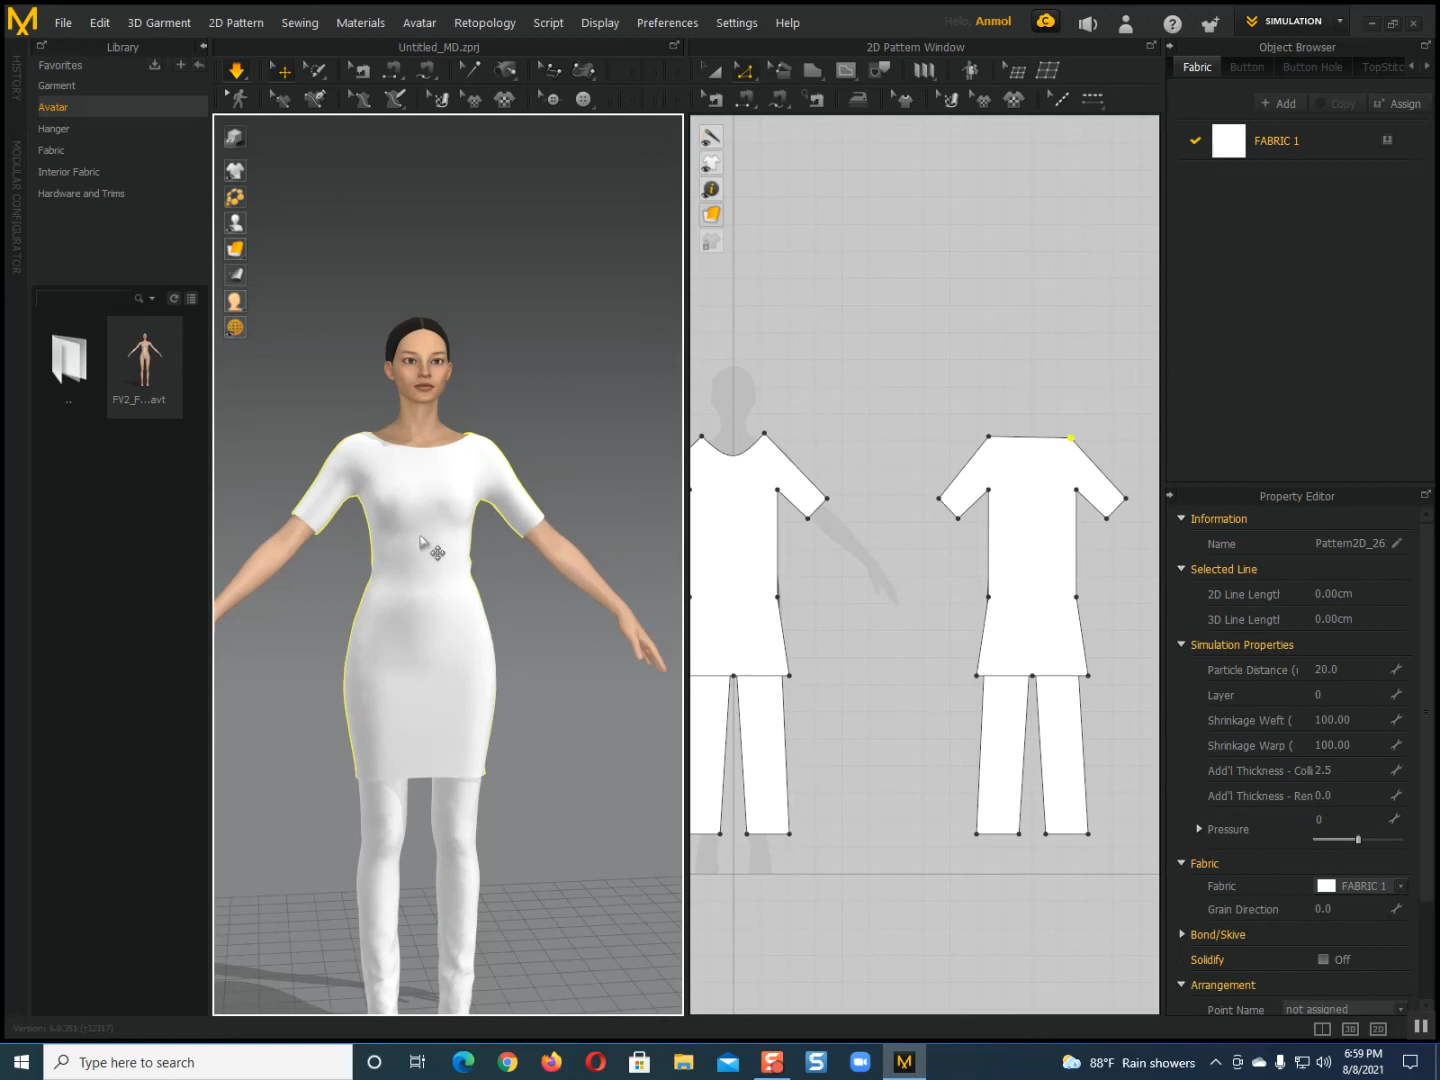 File Edit 3D Garment 2D Pattern Sewing Materials Avatar Retopology Script Display Preferences Settings Help
Hello, Anmol
SIMULATION
HISTORY
MODULAR CONFIGURATOR
Library
Favorites
Garment
Avatar
Hanger
Fabric
Interior Fabric
Hardware and Trims
..
FV2_F...avt
Untitled_MD.zprj
2D Pattern Window
Object Browser
Fabric Button Button Hole TopStitc
+ Add Copy Assign
FABRIC 1
Property Editor
Information
Name Pattern2D_26
Selected Line
2D Line Length 0.00cm
3D Line Length 0.00cm
Simulation Properties
Particle Distance (r 20.0
Layer 0
Shrinkage Weft ( 100.00
Shrinkage Warp ( 100.00
Add'l Thickness - Colli 2.5
Add'l Thickness - Ren 0.0
Pressure 0
Fabric
Fabric FABRIC 1
Grain Direction 0.0
Bond/Skive
Solidify Off
Arrangement
Point Name not assigned
Version: 6.0.351 (r32317)
3D 2D
Type here to search
88°F Rain showers
6:59 PM
8/8/2021